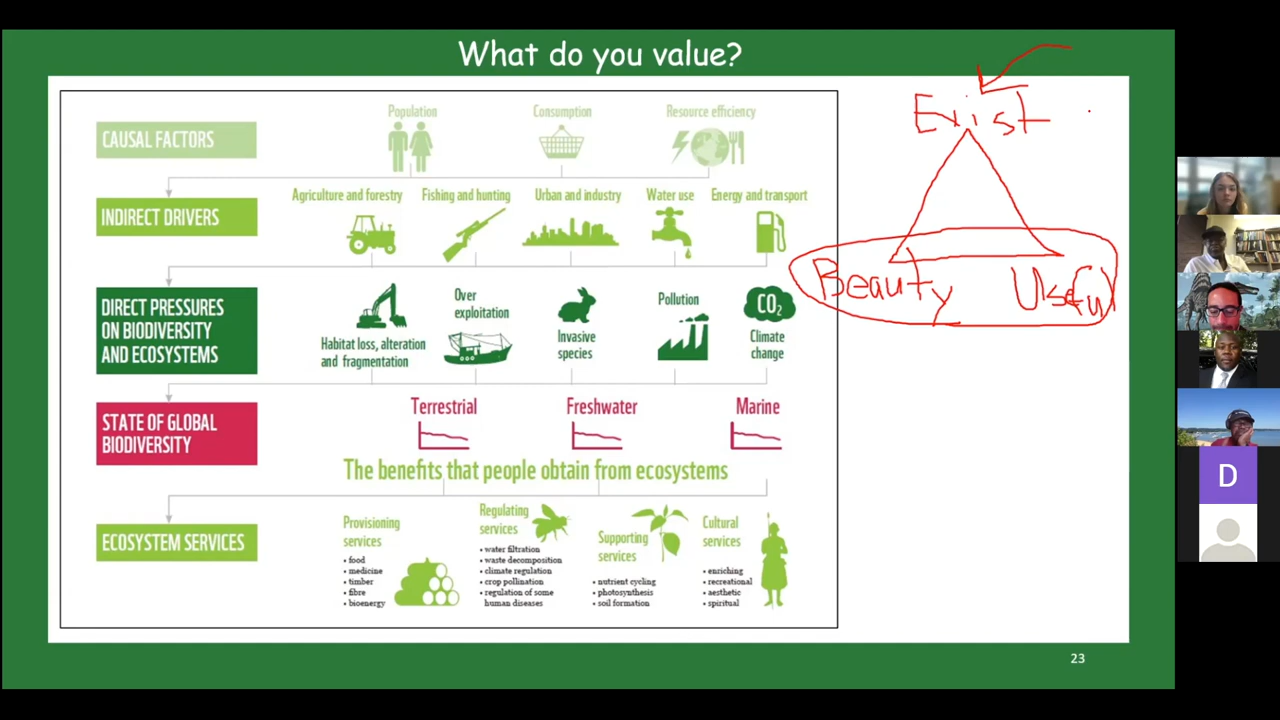 What do you value?
Exist
Beauty Useful
CAUSAL FACTORS
Population Consumption Resource efficiency
INDIRECT DRIVERS
Agriculture and forestry Fishing and hunting Urban and industry Water use Energy and transport
DIRECT PRESSURES
ON BIODIVERSITY
AND ECOSYSTEMS
Habitat loss, alteration
and fragmentation
Over
exploitation
Invasive
species
Pollution
CO2
Climate
change
STATE OF GLOBAL
BIODIVERSITY
Terrestrial Freshwater Marine
The benefits that people obtain from ecosystems
ECOSYSTEM SERVICES
Provisioning
services
• food
• medicine
• timber
• fibre
• bioenergy
Regulating
services
• water filtration
• waste decomposition
• climate regulation
• crop pollination
• regulation of some
human diseases
Supporting
services
• nutrient cycling
• photosynthesis
• soil formation
Cultural
services
• enriching
• recreational
• aesthetic
• spiritual
23
D